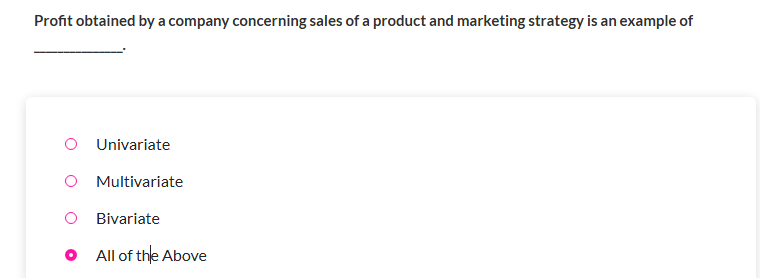 Profit obtained by a company concerning sales of a product and marketing strategy is an example of
_______________.
Univariate
Multivariate
Bivariate
All of the Above